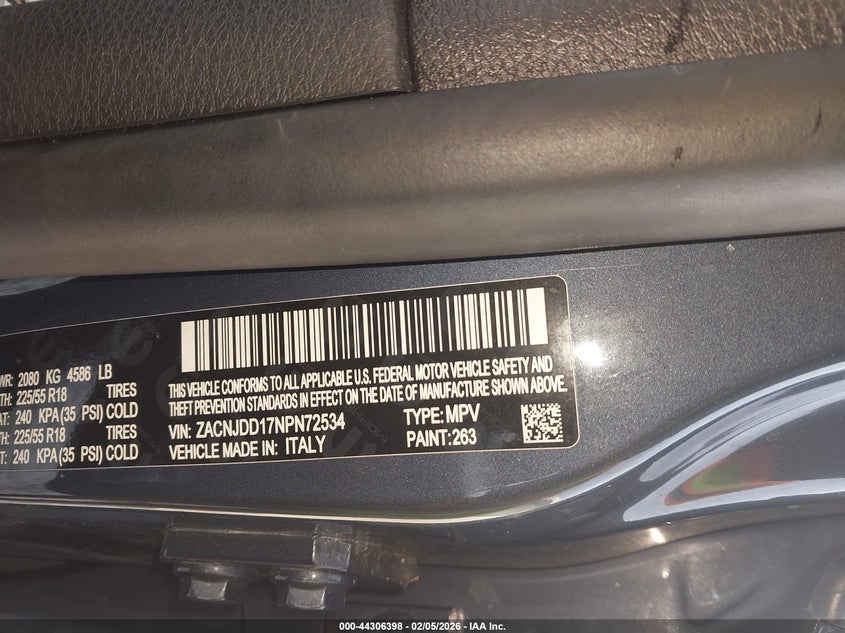 WR: 2080 KG 4586 LB
TH: 225/55 R18 TIRES
AT: 240 KPA(35 PSI) COLD
TH: 225/55 R18 TIRES
T: 240 KPA(35 PSI) COLD
THIS VEHICLE CONFORMS TO ALL APPLICABLE U.S. FEDERAL MOTOR VEHICLE SAFETY AND
THEFT PREVENTION STANDARDS IN EFFECT ON THE DATE OF MANUFACTURE SHOWN ABOVE.
VIN: ZACNJDD17NPN72534 TYPE: MPV
VEHICLE MADE IN: ITALY PAINT: 263
000-44306398 - 02/05/2026 - IAA Inc.